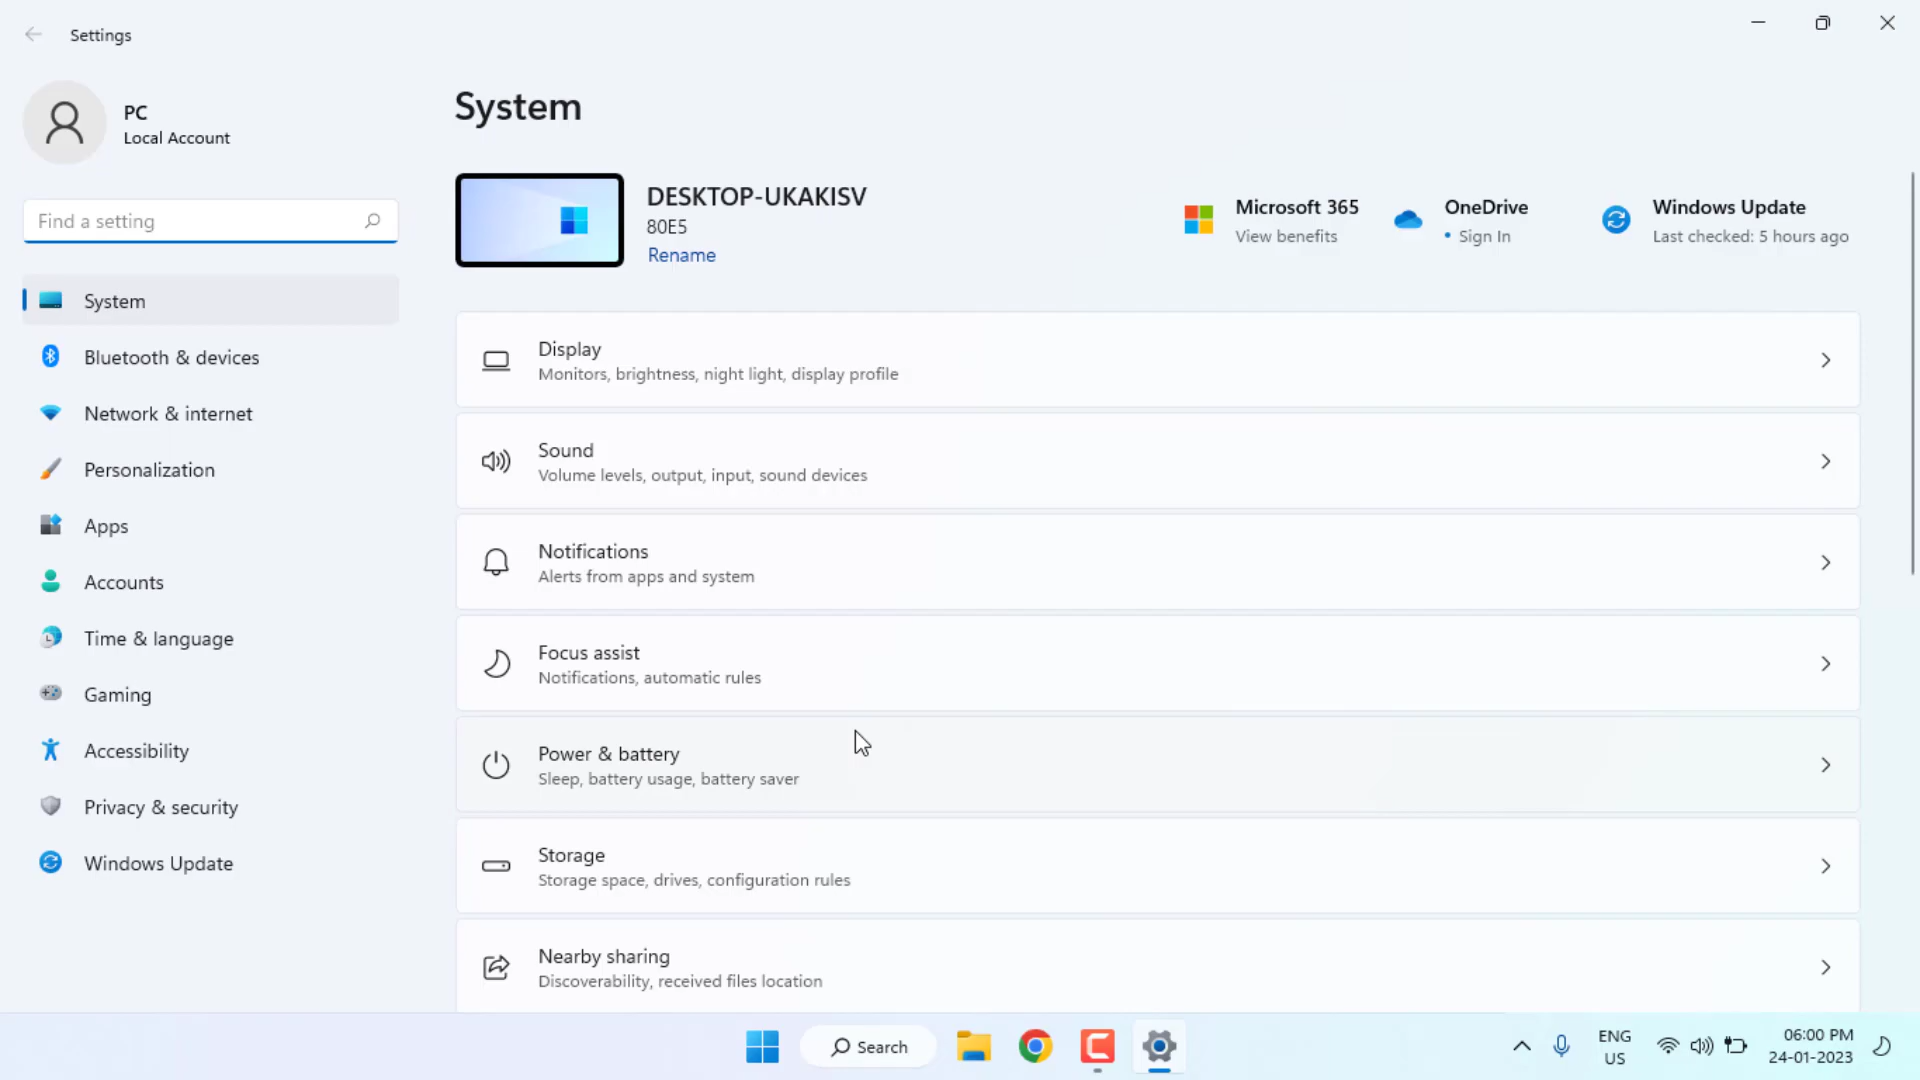 Settings
PC
Local Account
Find a setting
System
Bluetooth & devices
Network & internet
Personalization
Apps
Accounts
Time & language
Gaming
Accessibility
Privacy & security
Windows Update
System
DESKTOP-UKAKISV
80E5
Rename
Microsoft 365
View benefits
OneDrive
• Sign In
Windows Update
Last checked: 5 hours ago
Display
Monitors, brightness, night light, display profile
Sound
Volume levels, output, input, sound devices
Notifications
Alerts from apps and system
Focus assist
Notifications, automatic rules
Power & battery
Sleep, battery usage, battery saver
Storage
Storage space, drives, configuration rules
Nearby sharing
Discoverability, received files location
Search
ENG
US
06:00 PM
24-01-2023